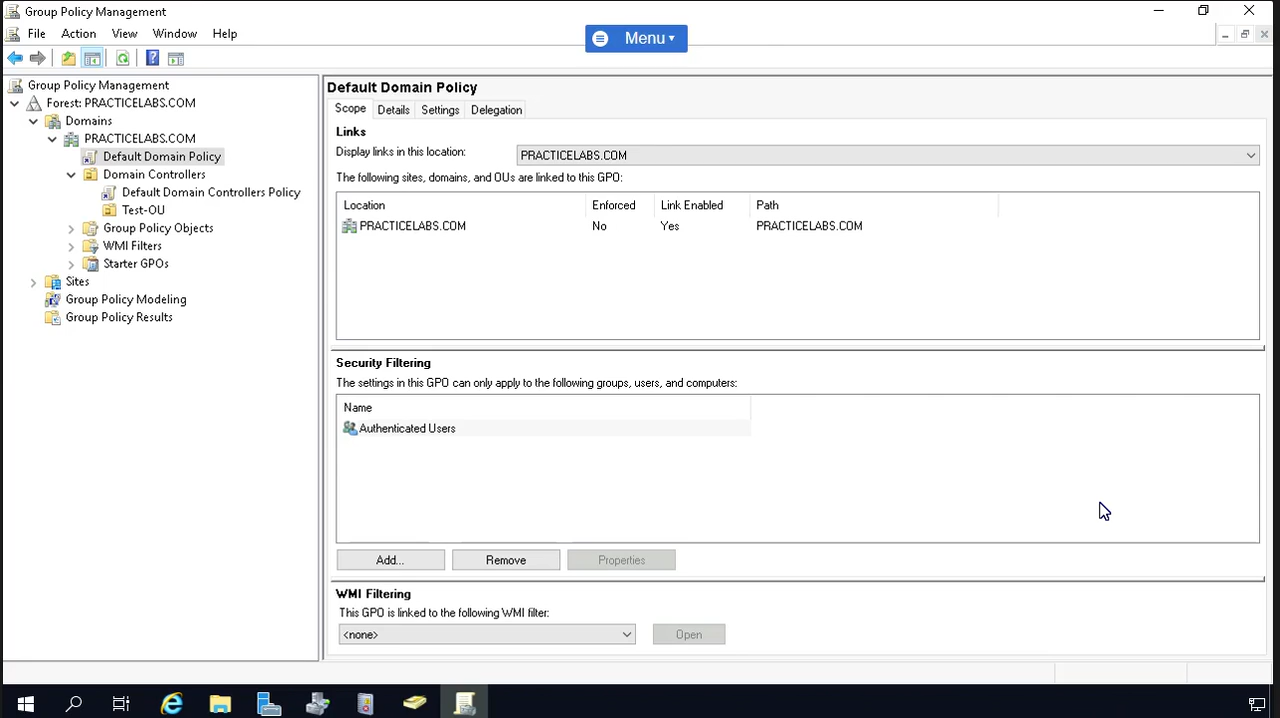 Group Policy Management
File Action View Window Help
Menu
Group Policy Management
Forest: PRACTICELABS.COM
Domains
PRACTICELABS.COM
Default Domain Policy
Domain Controllers
Default Domain Controllers Policy
Test-OU
Group Policy Objects
WMI Filters
Starter GPOs
Sites
Group Policy Modeling
Group Policy Results
Default Domain Policy
Scope Details Settings Delegation
Links
Display links in this location: PRACTICELABS.COM
The following sites, domains, and OUs are linked to this GPO:
Location Enforced Link Enabled Path
PRACTICELABS.COM No Yes PRACTICELABS.COM
Security Filtering
The settings in this GPO can only apply to the following groups, users, and computers:
Name
Authenticated Users
Add... Remove Properties
WMI Filtering
This GPO is linked to the following WMI filter:
<none> Open